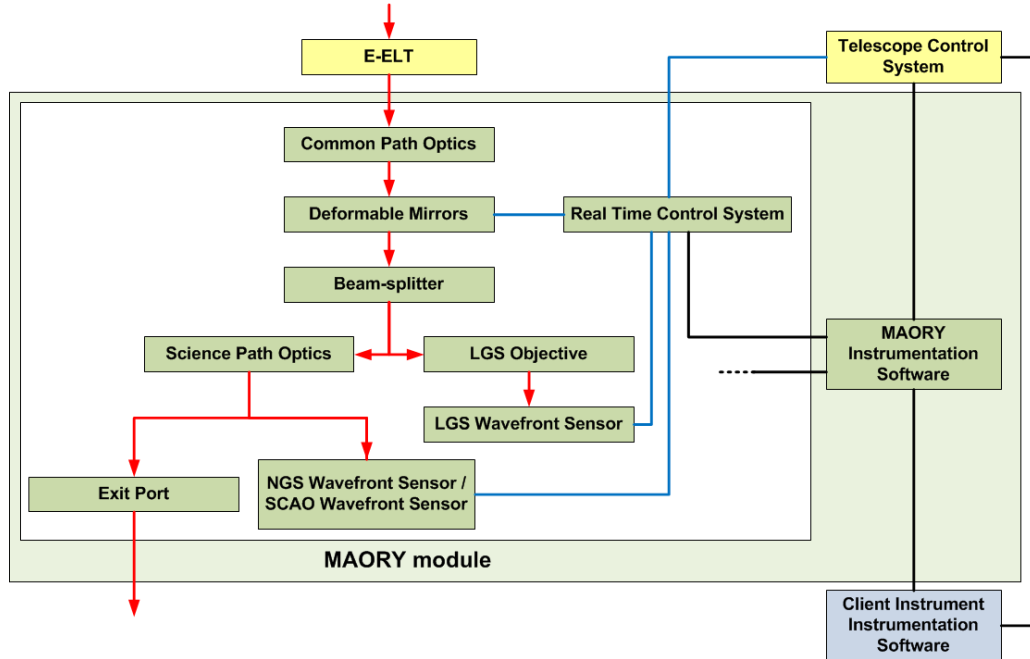 E-ELT
Telescope Control
System
Common Path Optics
Deformable Mirrors
Real Time Control System
Beam-splitter
Science Path Optics
LGS Objective
MAORY
Instrumentation
Software
LGS Wavefront Sensor
Exit Port
NGS Wavefront Sensor /
SCAO Wavefront Sensor
MAORY module
Client Instrument
Instrumentation
Software